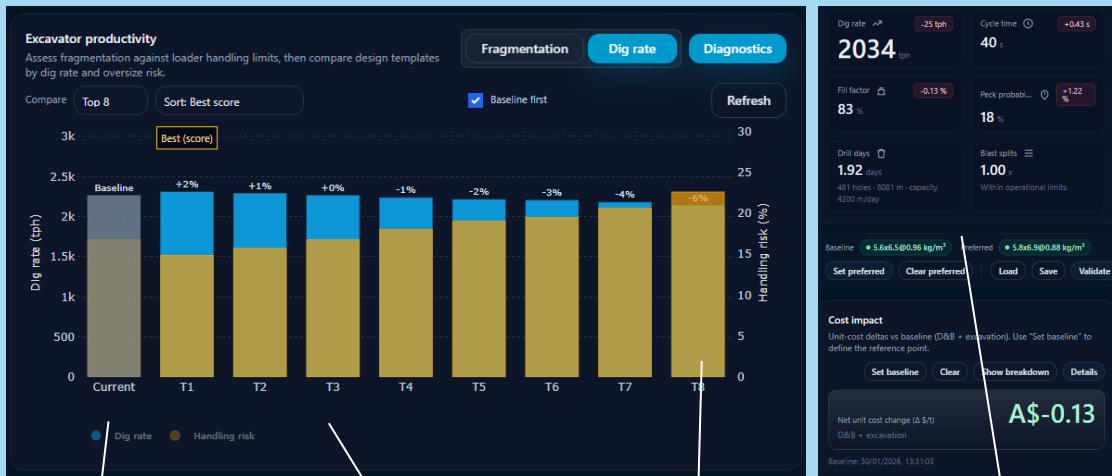 Excavator productivity
Assess fragmentation against loader handling limits, then compare design templates
by dig rate and oversize risk.
Fragmentation
Dig rate
Diagnostics
Compare
Top 8
Sort: Best score
Baseline first
Refresh
3k
2.5k
2k
1.5k
1k
500
0
Dig rate (tph)
Best (score)
Baseline
+2%
+1%
+0%
-1%
-2%
-3%
-4%
-6%
30
25
20
15
10
5
0
Handling risk (%)
Current
T1
T2
T3
T4
T5
T6
T7
T8
Dig rate
Handling risk
Dig rate
-25 tph
2034 tph
Cycle time
+0.43 s
40 s
Fill factor
-0.13 %
83 %
Peck probabi...
+1.22
%
18 %
Drill days
1.92 days
481 holes - 8081 m - capacity
4200 m/day
Blast splits
1.00 x
Within operational limits.
Baseline
5.6x6.5@0.96 kg/m³
Preferred
5.8x6.9@0.88 kg/m³
Set preferred
Clear preferred
Load
Save
Validate
Cost impact
Unit-cost deltas vs baseline (D&B + excavation). Use "Set baseline" to
define the reference point.
Set baseline
Clear
Show breakdown
Details
Net unit cost change (Δ $/t)
A$-0.13
D&B + excavation
Baseline: 30/01/2026, 13:31:03